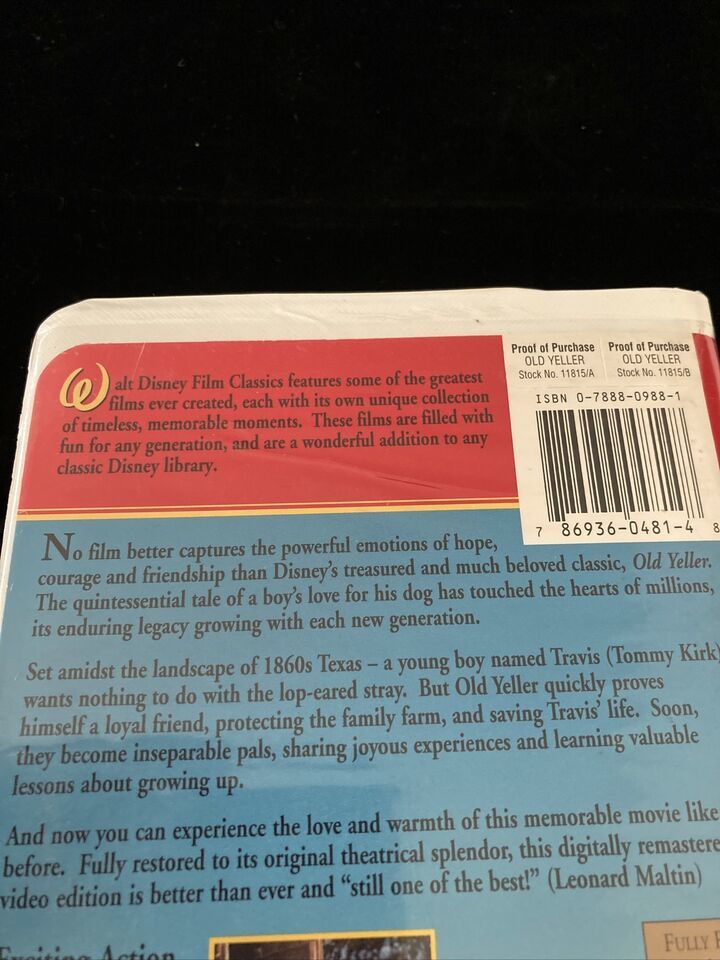 Walt Disney Film Classics features some of the greatest
films ever created, each with its own unique collection
of timeless, memorable moments. These films are filled with
fun for any generation, and are a wonderful addition to any
classic Disney library.
Proof of Purchase
OLD YELLER
Stock No. 11815/A
Proof of Purchase
OLD YELLER
Stock No. 11815/B
ISBN 0-7888-0988-1
7 86936-0481-4 8
No film better captures the powerful emotions of hope,
courage and friendship than Disney's treasured and much beloved classic, Old Yeller.
The quintessential tale of a boy's love for his dog has touched the hearts of millions,
its enduring legacy growing with each new generation.
Set amidst the landscape of 1860s Texas – a young boy named Travis (Tommy Kirk)
wants nothing to do with the lop-eared stray. But Old Yeller quickly proves
himself a loyal friend, protecting the family farm, and saving Travis' life. Soon,
they become inseparable pals, sharing joyous experiences and learning valuable
lessons about growing up.
And now you can experience the love and warmth of this memorable movie like
before. Fully restored to its original theatrical splendor, this digitally remastere
video edition is better than ever and "still one of the best!" (Leonard Maltin)
Exciting Action
FULLY